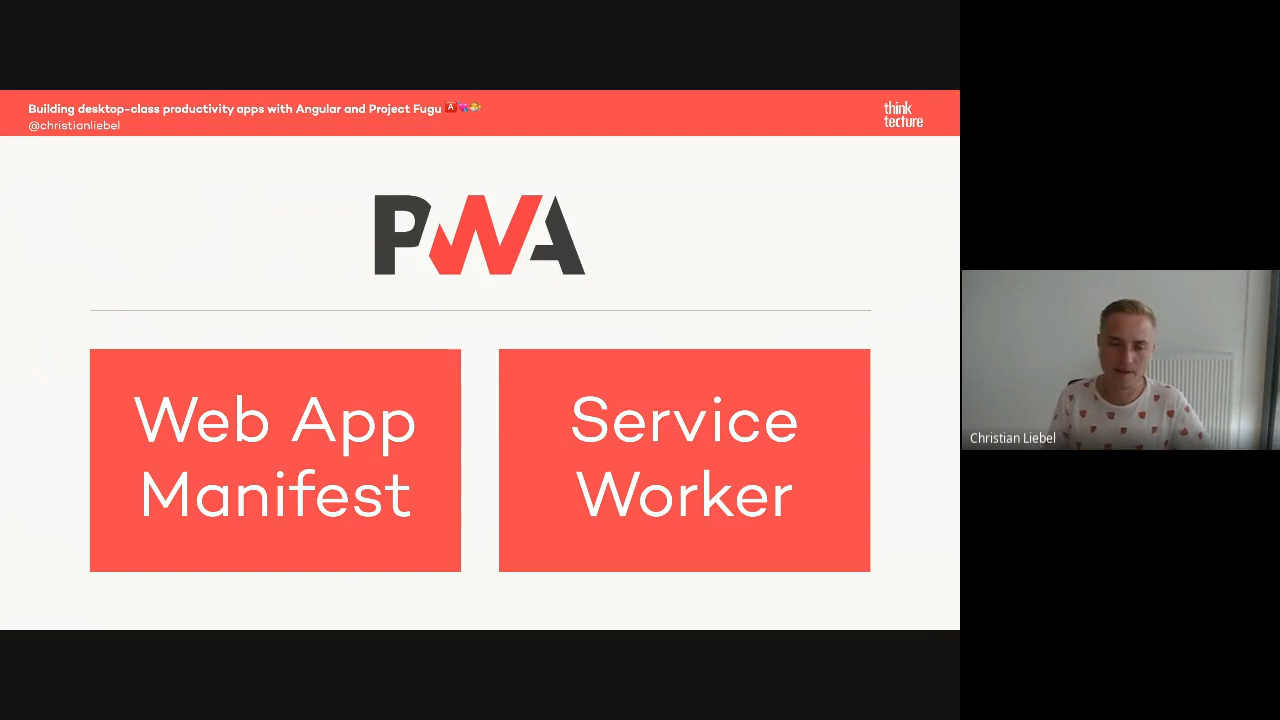 Building desktop-class productivity apps with Angular and Project Fugu 🅰️
@christianliebel
think
tecture
PWA
Web App
Manifest
Service
Worker
Christian Liebel